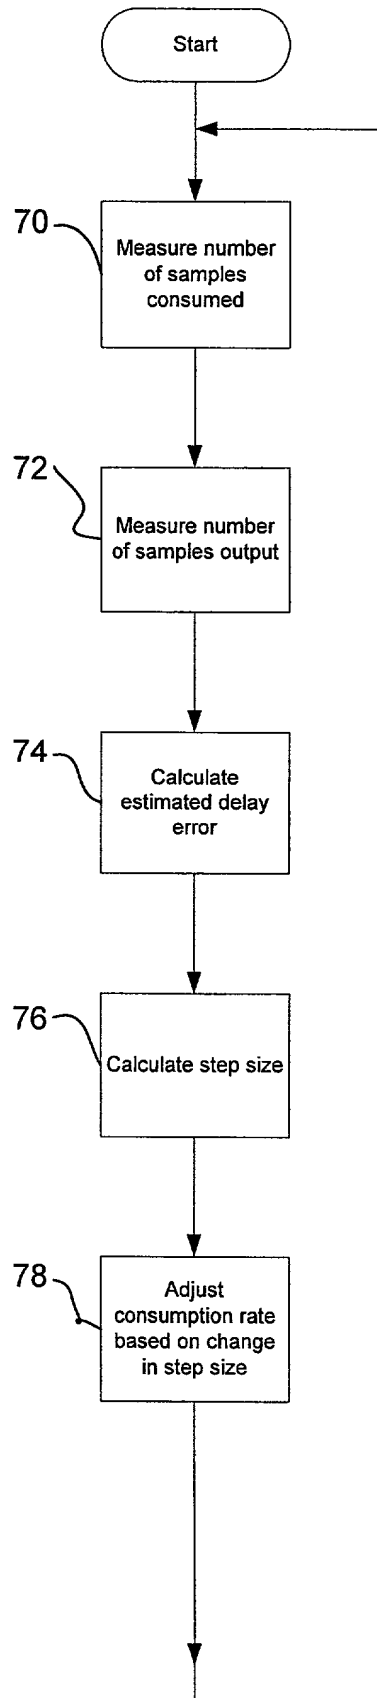 Start
70
Measure number
of samples
consumed
72
Measure number
of samples output
74
Calculate
estimated delay
error
76
Calculate step size
78
Adjust
consumption rate
based on change
in step size